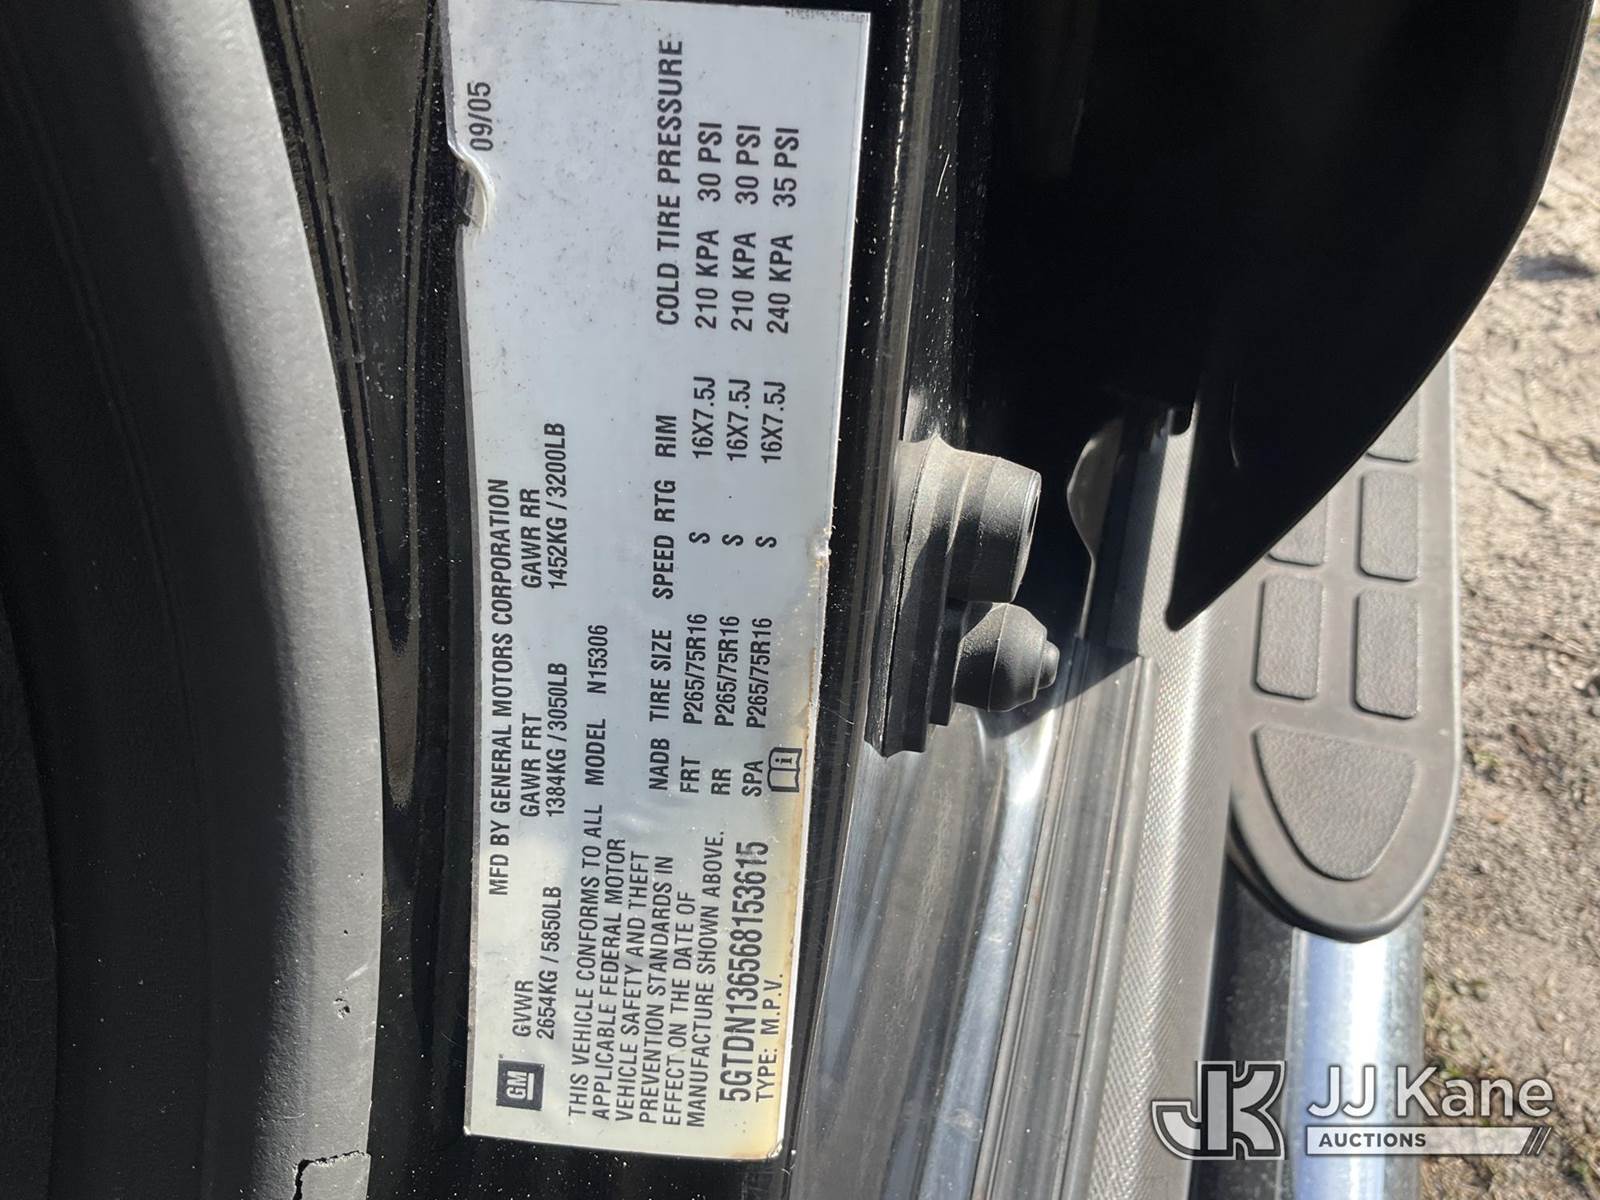 09/05
MFD BY GENERAL MOTORS CORPORATION
GM
GVWR GAWR FRT GAWR RR
2654KG / 5850LB 1384KG / 3050LB 1452KG / 3200LB
THIS VEHICLE CONFORMS TO ALL MODEL N15306
APPLICABLE FEDERAL MOTOR
VEHICLE SAFETY AND THEFT
PREVENTION STANDARDS IN
EFFECT ON THE DATE OF
MANUFACTURE SHOWN ABOVE.
NADB TIRE SIZE SPEED RTG RIM COLD TIRE PRESSURE
FRT P265/75R16 S 16X7.5J 210 KPA 30 PSI
RR P265/75R16 S 16X7.5J 210 KPA 30 PSI
SPA P265/75R16 S 16X7.5J 240 KPA 35 PSI
5GTDN136568153615
TYPE: M.P.V.
JK JJ Kane
AUCTIONS